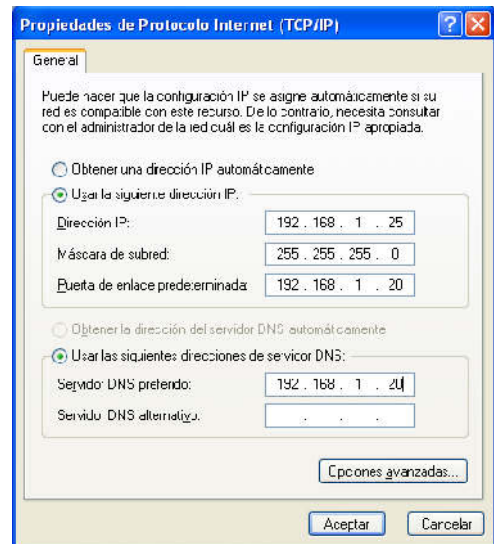 Propiedades de Protocolo Internet (TCP/IP)
General
Puede hacer que la configuración IP se asigne automáticamente si su
red es compatible con este recurso. De lo contrario, necesita consultar
con el administrador de la red cuál es la configuración IP apropiada.
Obtener una dirección IP automáticamente
Usar la siguiente dirección IP:
Dirección IP: 192 . 168 . 1 . 25
Máscara de subred: 255 . 255 . 255 . 0
Puerta de enlace predeterminada: 192 . 168 . 1 . 20
Obtener la dirección del servidor DNS automáticamente
Usar las siguientes direcciones de servidor DNS:
Servidor DNS preferido: 192 . 168 . 1 . 20
Servidor DNS alternativo: . . .
Opciones avanzadas...
Aceptar Cancelar